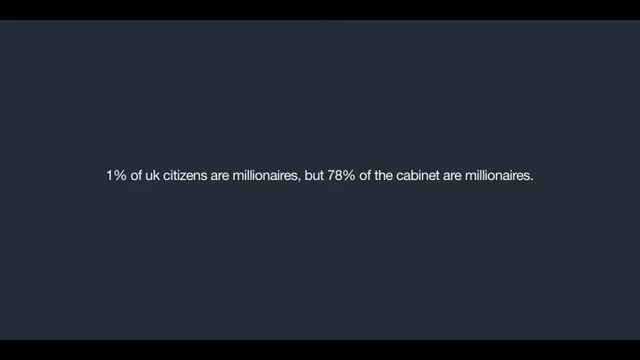 1% of uk citizens are millionaires, but 78% of the cabinet are millionaires.